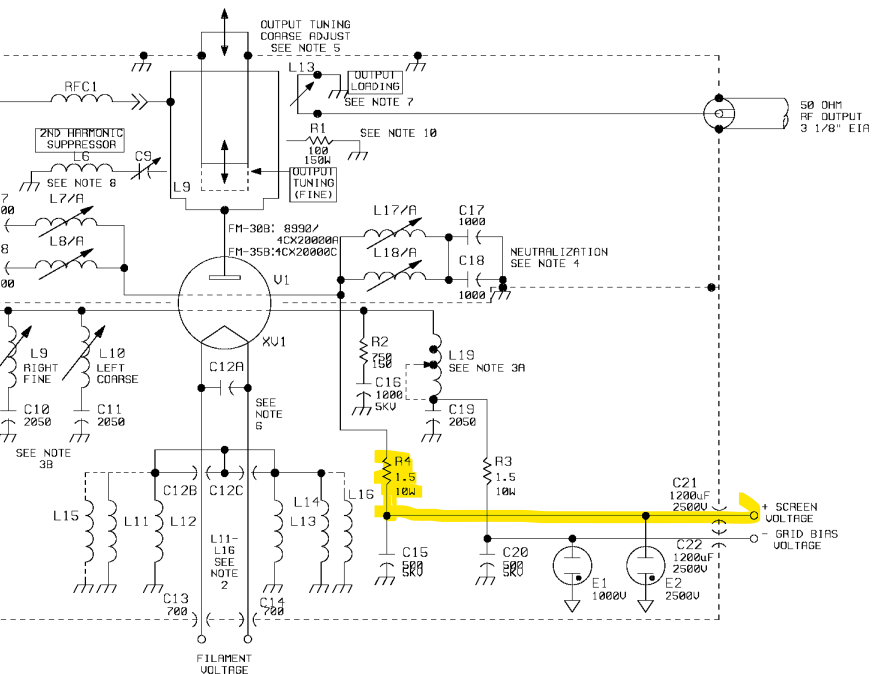 OUTPUT TUNING
COARSE ADJUST
SEE NOTE 5
RFC1
L13
OUTPUT
LOADING
SEE NOTE 7
50 OHM
RF OUTPUT
3 1/8" EIA
2ND HARMONIC
SUPPRESSOR
L6
C9
SEE NOTE 8
R1
100
150W
SEE NOTE 10
L9
OUTPUT
TUNING
(FINE)
7
00
L7/A
8
L8/A
00
FM-30B: 8990/
4CX20000A
FM-35B:4CX20000C
V1
XV1
L17/A
C17
1000
L18/A
C18
1000
NEUTRALIZATION
SEE NOTE 4
L9
RIGHT
FINE
L10
LEFT
COARSE
C10
2050
C11
2050
SEE NOTE
3B
C12A
SEE
NOTE
6
R2
750
150
C16
1000
5KV
L19
SEE NOTE 3A
C19
2050
R4
1.5
10W
R3
1.5
10W
C12B
C12C
L15
L11
L12
L11-
L16
SEE
NOTE
2
L14
L13
L16
C15
500
5KV
C20
500
5KV
C21
1200uF
2500V
+ SCREEN
VOLTAGE
- GRID BIAS
VOLTAGE
C22
1200uF
2500V
E1
1000V
E2
2500V
C13
700
C14
700
FILAMENT
VOLTAGE